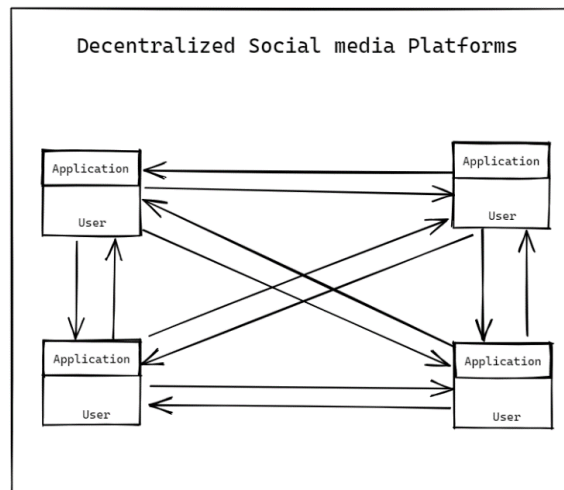 Decentralized Social media Platforms
Application
User
Application
User
Application
User
Application
User